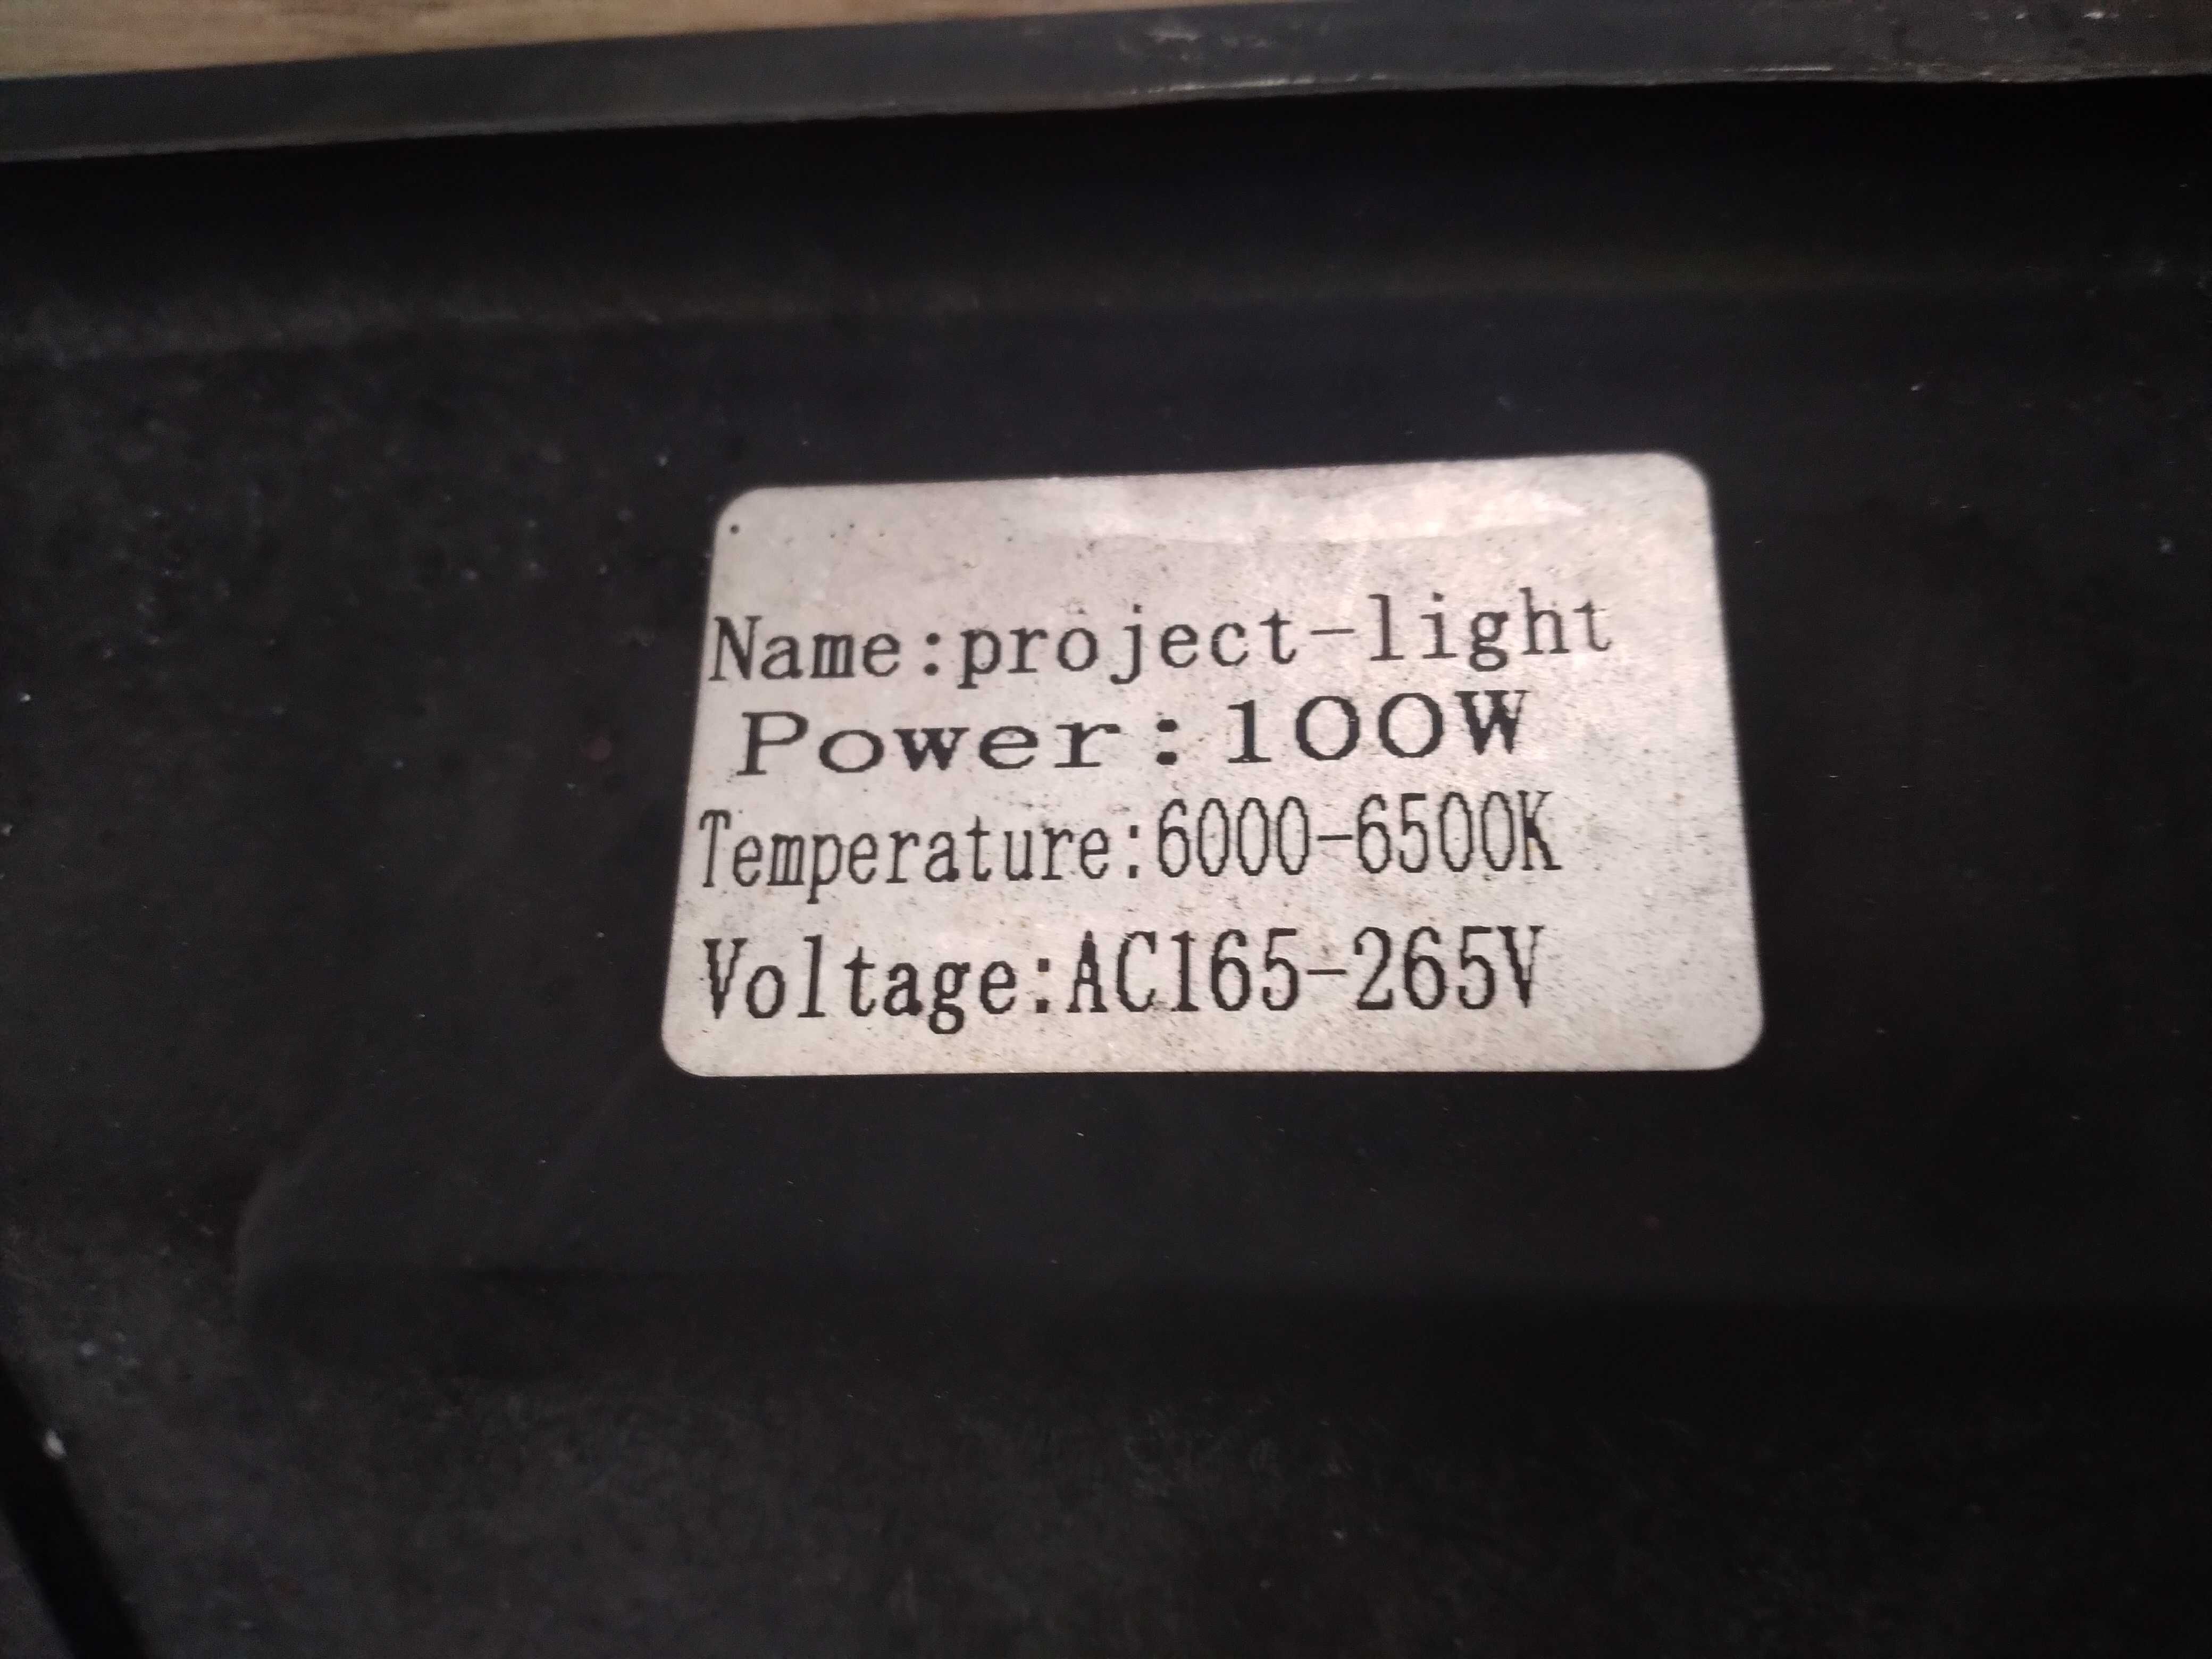 Name:project-light
Power:100W
Temperature:6000-6500K
Voltage:AC165-265V